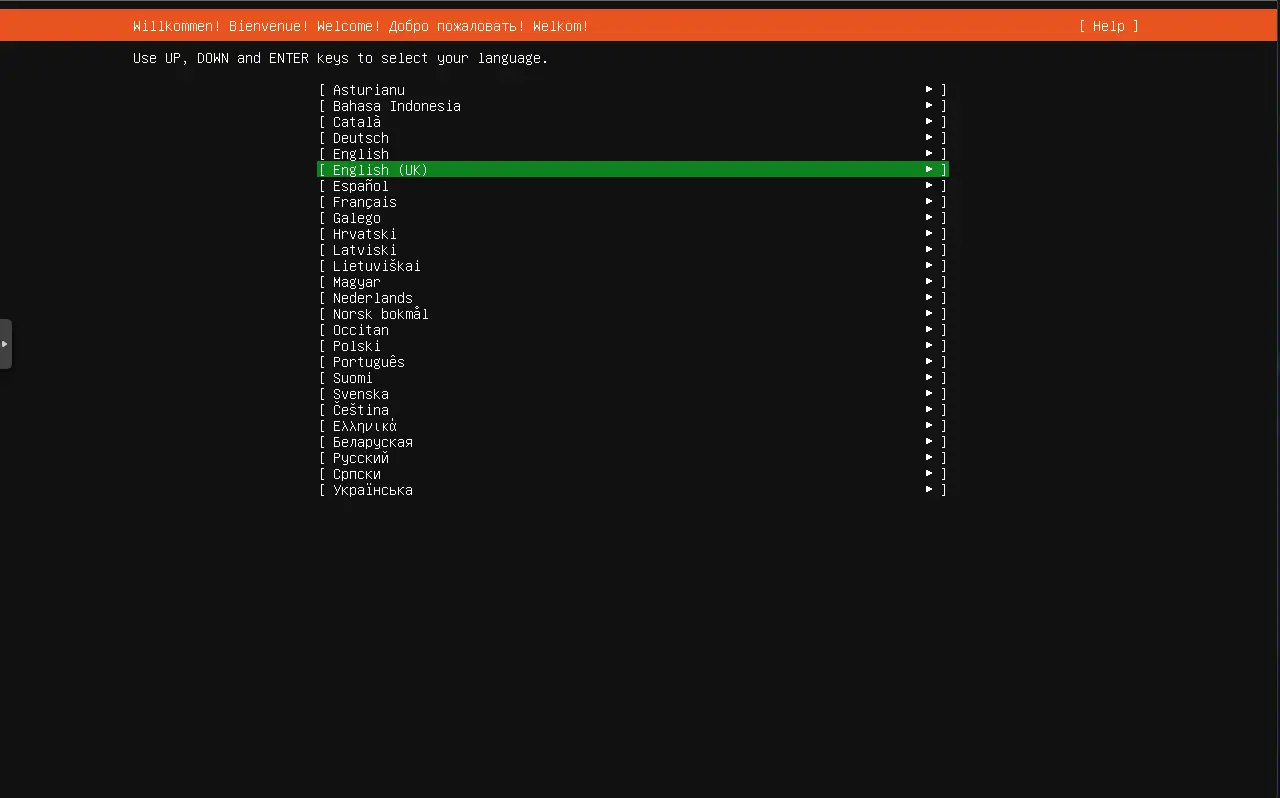 Willkommen! Bienvenue! Welcome! Добро пожаловать! Welkom! [ Help ]
Use UP, DOWN and ENTER keys to select your language.
[ Asturianu ▸ ]
[ Bahasa Indonesia ▸ ]
[ Català ▸ ]
[ Deutsch ▸ ]
[ English ▸ ]
[ English (UK) ▸ ]
[ Español ▸ ]
[ Français ▸ ]
[ Galego ▸ ]
[ Hrvatski ▸ ]
[ Latviski ▸ ]
[ Lietuviškai ▸ ]
[ Magyar ▸ ]
[ Nederlands ▸ ]
[ Norsk bokmål ▸ ]
[ Occitan ▸ ]
[ Polski ▸ ]
[ Português ▸ ]
[ Suomi ▸ ]
[ Svenska ▸ ]
[ Čeština ▸ ]
[ Ελληνικά ▸ ]
[ Беларуская ▸ ]
[ Русский ▸ ]
[ Српски ▸ ]
[ Українська ▸ ]